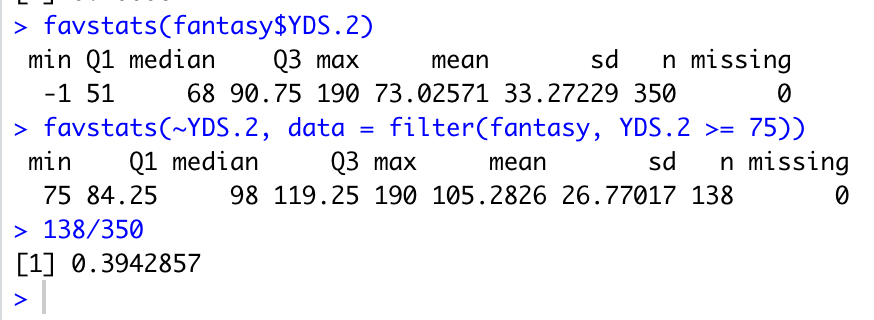 > favstats(fantasy$YDS.2)
 min Q1 median    Q3 max     mean       sd   n missing
  -1 51     68 90.75 190 73.02571 33.27229 350       0
> favstats(~YDS.2, data = filter(fantasy, YDS.2 >= 75))
 min    Q1 median     Q3 max     mean       sd   n missing
  75 84.25     98 119.25 190 105.2826 26.77017 138       0
> 138/350
[1] 0.3942857
>